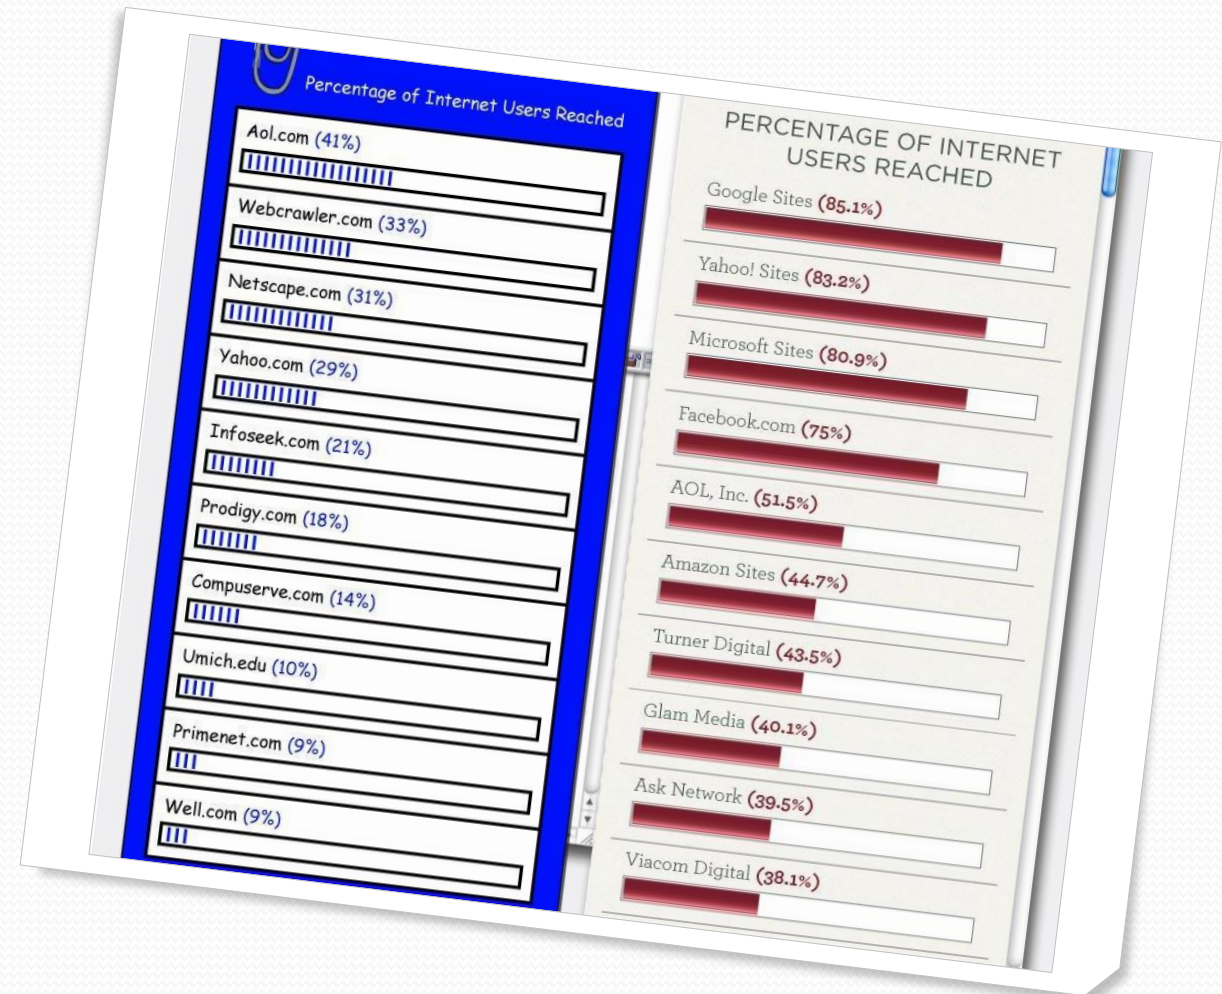 Percentage of Internet Users Reached
Aol.com (41%)
Webcrawler.com (33%)
Netscape.com (31%)
Yahoo.com (29%)
Infoseek.com (21%)
Prodigy.com (18%)
Compuserve.com (14%)
Umich.edu (10%)
Primenet.com (9%)
Well.com (9%)
PERCENTAGE OF INTERNET
USERS REACHED
Google Sites (85.1%)
Yahoo! Sites (83.2%)
Microsoft Sites (80.9%)
Facebook.com (75%)
AOL, Inc. (51.5%)
Amazon Sites (44.7%)
Turner Digital (43.5%)
Glam Media (40.1%)
Ask Network (39.5%)
Viacom Digital (38.1%)